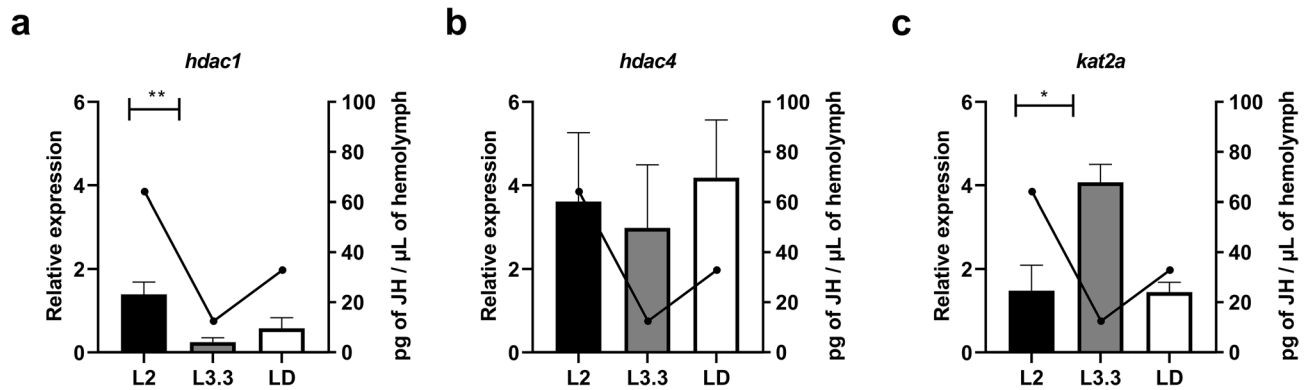 a
hdac1
**
Relative expression
6
4
2
0
100
80
60
40
20
0
pg of JH / µL of hemolymph
L2
L3.3
LD
b
hdac4
Relative expression
6
4
2
0
100
80
60
40
20
0
pg of JH / µL of hemolymph
L2
L3.3
LD
c
kat2a
*
Relative expression
6
4
2
0
100
80
60
40
20
0
pg of JH / µL of hemolymph
L2
L3.3
LD